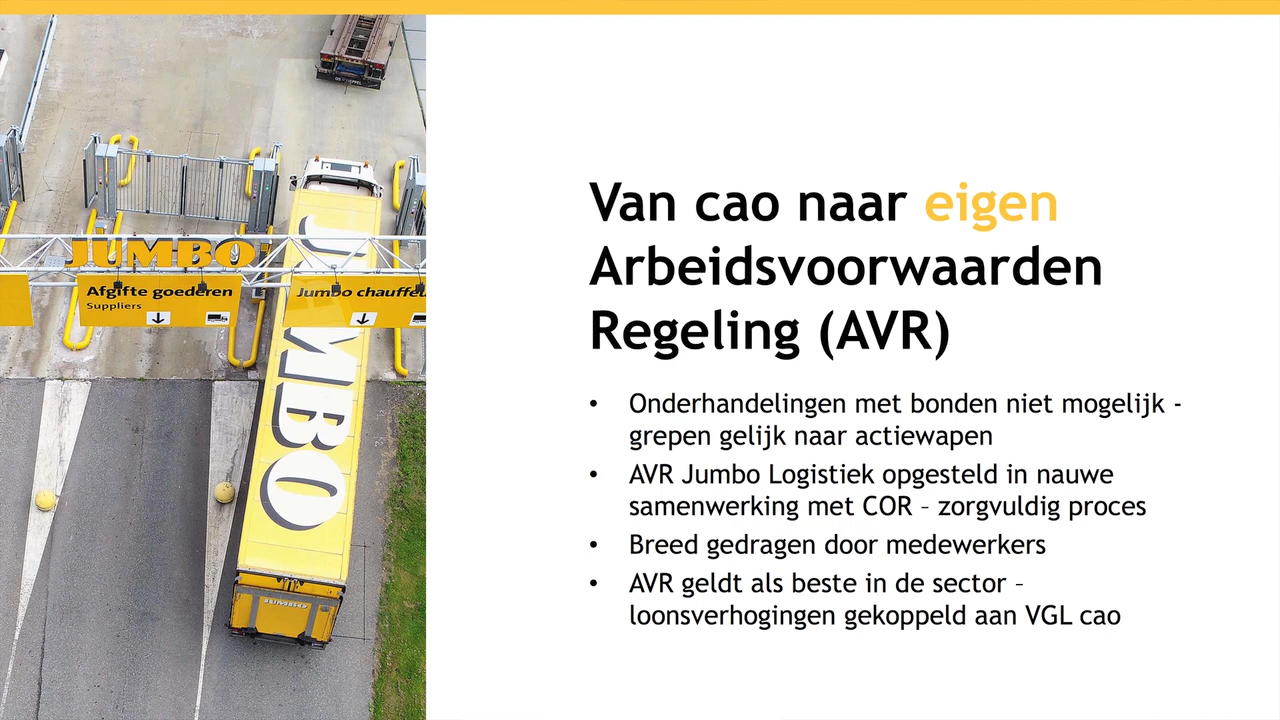 JUMBO
Afgifte goederen
Suppliers
Jumbo chauffeu
JUMBO
JUMBO
Van cao naar eigen
Arbeidsvoorwaarden
Regeling (AVR)
• Onderhandelingen met bonden niet mogelijk -
grepen gelijk naar actiewapen
• AVR Jumbo Logistiek opgesteld in nauwe
samenwerking met COR – zorgvuldig proces
• Breed gedragen door medewerkers
• AVR geldt als beste in de sector –
loonsverhogingen gekoppeld aan VGL cao